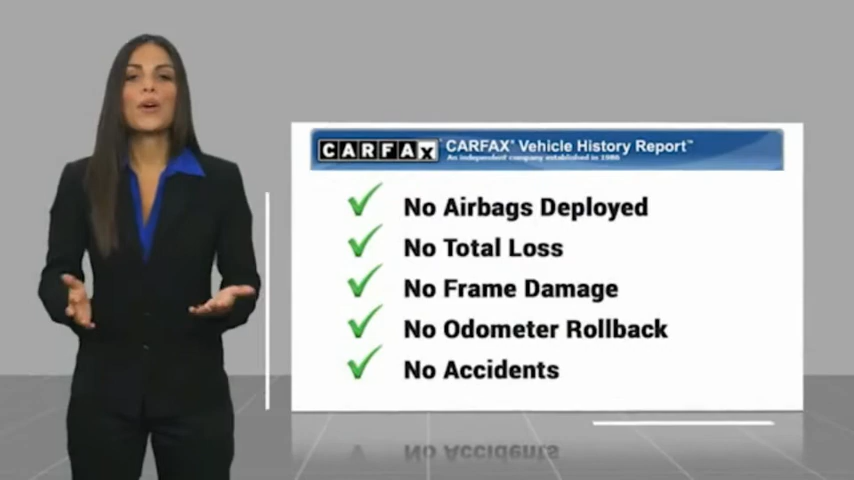 CARFAX CARFAX® Vehicle History Report™
An independent company established in 1986
No Airbags Deployed
No Total Loss
No Frame Damage
No Odometer Rollback
No Accidents
No Accidents